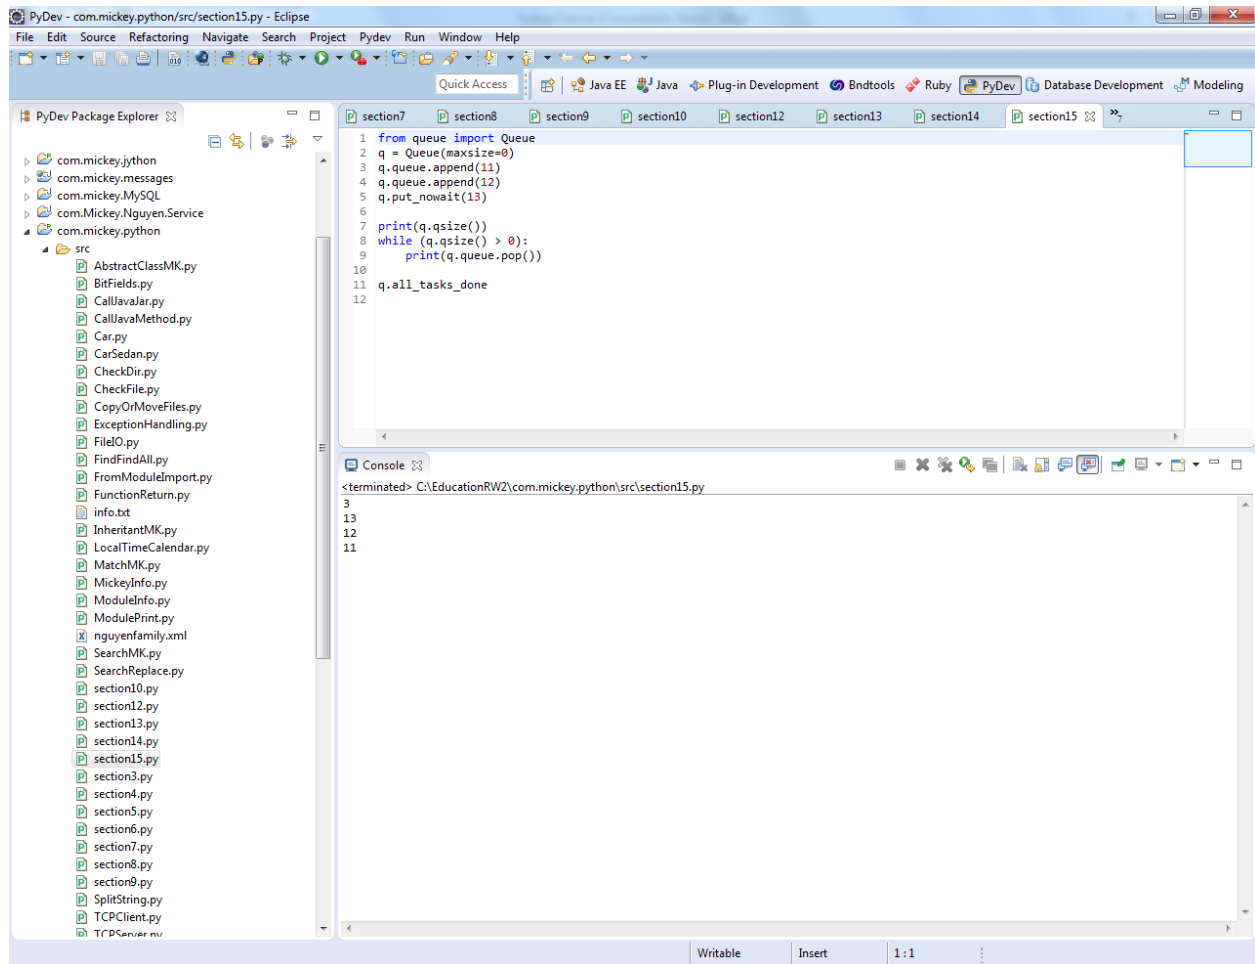 PyDev - com.mickey.python/src/section15.py - Eclipse
File Edit Source Refactoring Navigate Search Project Pydev Run Window Help
Quick Access Java EE Java Plug-in Development Bndtools Ruby PyDev Database Development Modeling
PyDev Package Explorer
com.mickey.jython
com.mickey.messages
com.mickey.MySQL
com.Mickey.Nguyen.Service
com.mickey.python
src
AbstractClassMK.py
BitFields.py
CallJavaJar.py
CallJavaMethod.py
Car.py
CarSedan.py
CheckDir.py
CheckFile.py
CopyOrMoveFiles.py
ExceptionHandling.py
FileIO.py
FindFindAll.py
FromModuleImport.py
FunctionReturn.py
info.txt
InheritantMK.py
LocalTimeCalendar.py
MatchMK.py
MickeyInfo.py
ModuleInfo.py
ModulePrint.py
nguyenfamily.xml
SearchMK.py
SearchReplace.py
section10.py
section12.py
section13.py
section14.py
section15.py
section3.py
section4.py
section5.py
section6.py
section7.py
section8.py
section9.py
SplitString.py
TCPClient.py
TCPServer.py
section7 section8 section9 section10 section12 section13 section14 section15 »7
1 from queue import Queue
2 q = Queue(maxsize=0)
3 q.queue.append(11)
4 q.queue.append(12)
5 q.put_nowait(13)
6
7 print(q.qsize())
8 while (q.qsize() > 0):
9     print(q.queue.pop())
10
11 q.all_tasks_done
12
Console
<terminated> C:\EducationRW2\com.mickey.python\src\section15.py
3
13
12
11
Writable Insert 1 : 1